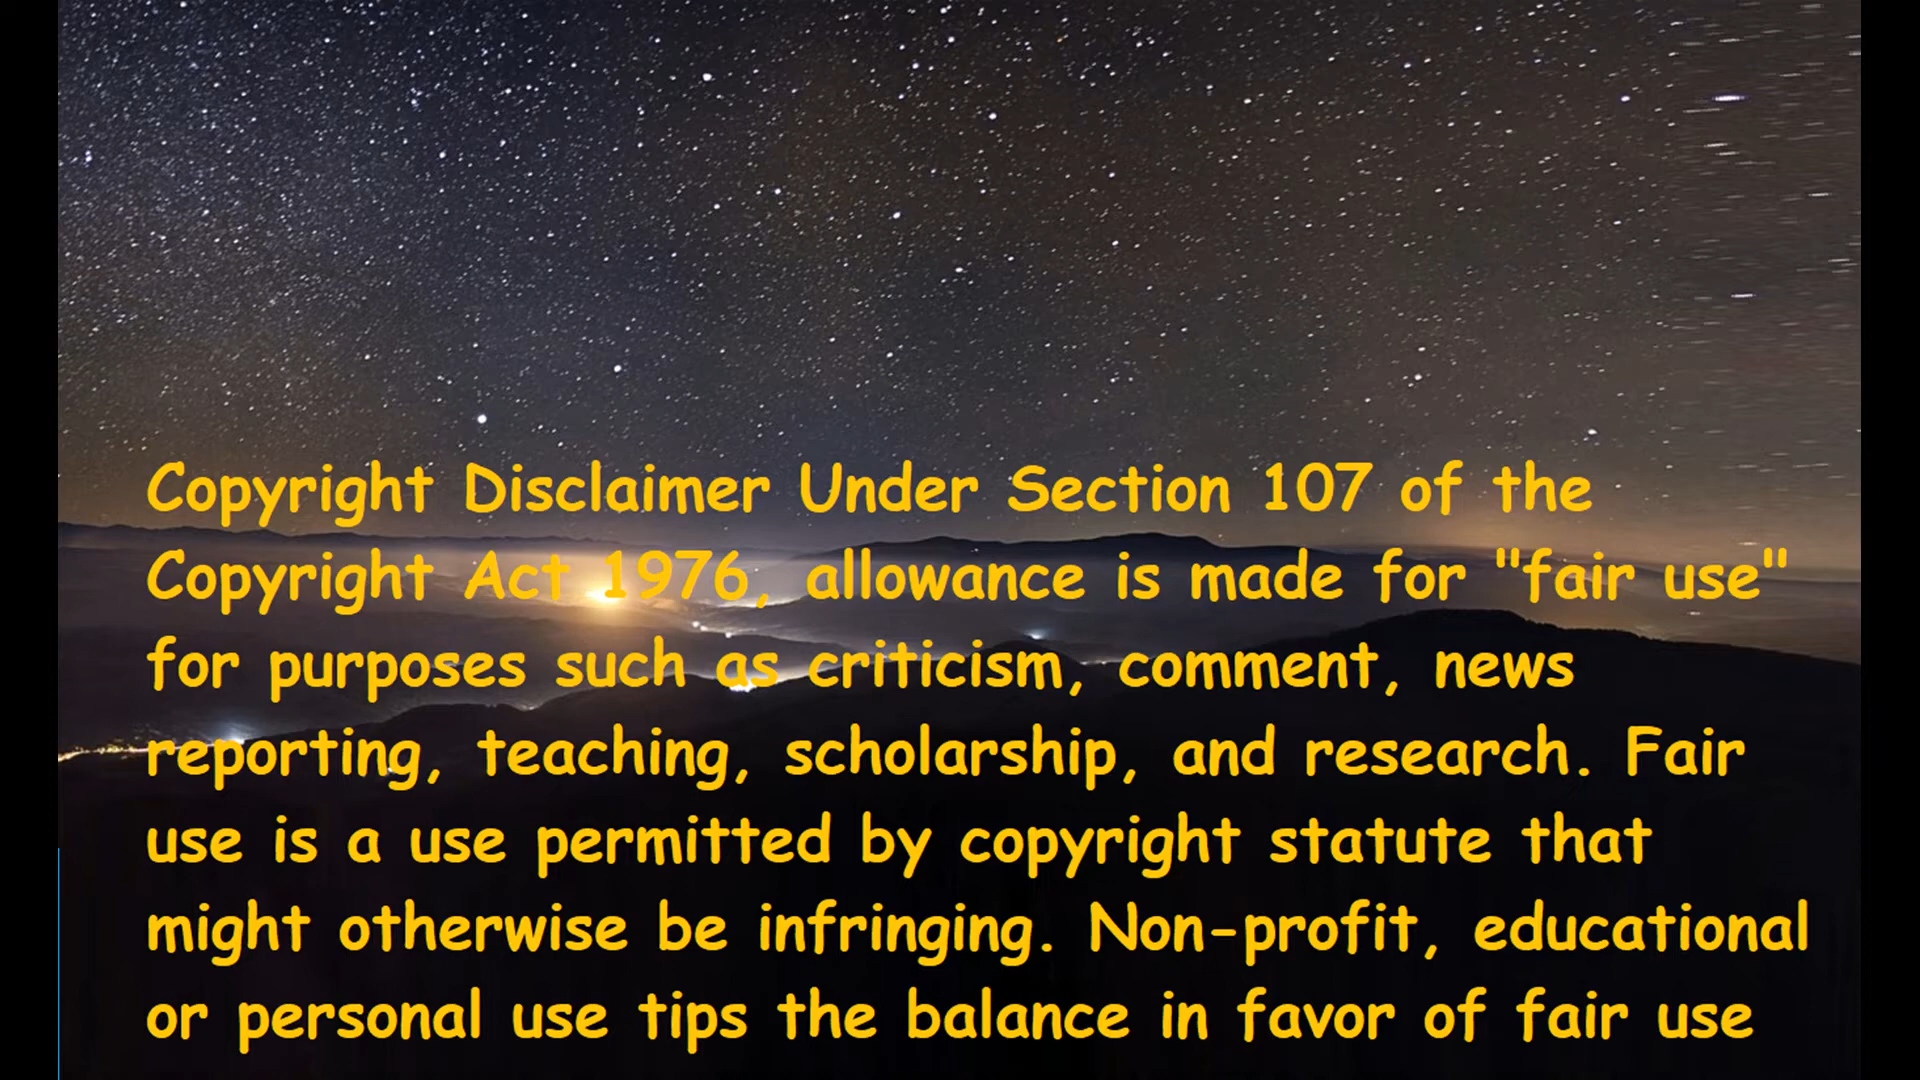 Copyright Disclaimer Under Section 107 of the
Copyright Act 1976, allowance is made for "fair use"
for purposes such as criticism, comment, news
reporting, teaching, scholarship, and research. Fair
use is a use permitted by copyright statute that
might otherwise be infringing. Non-profit, educational
or personal use tips the balance in favor of fair use